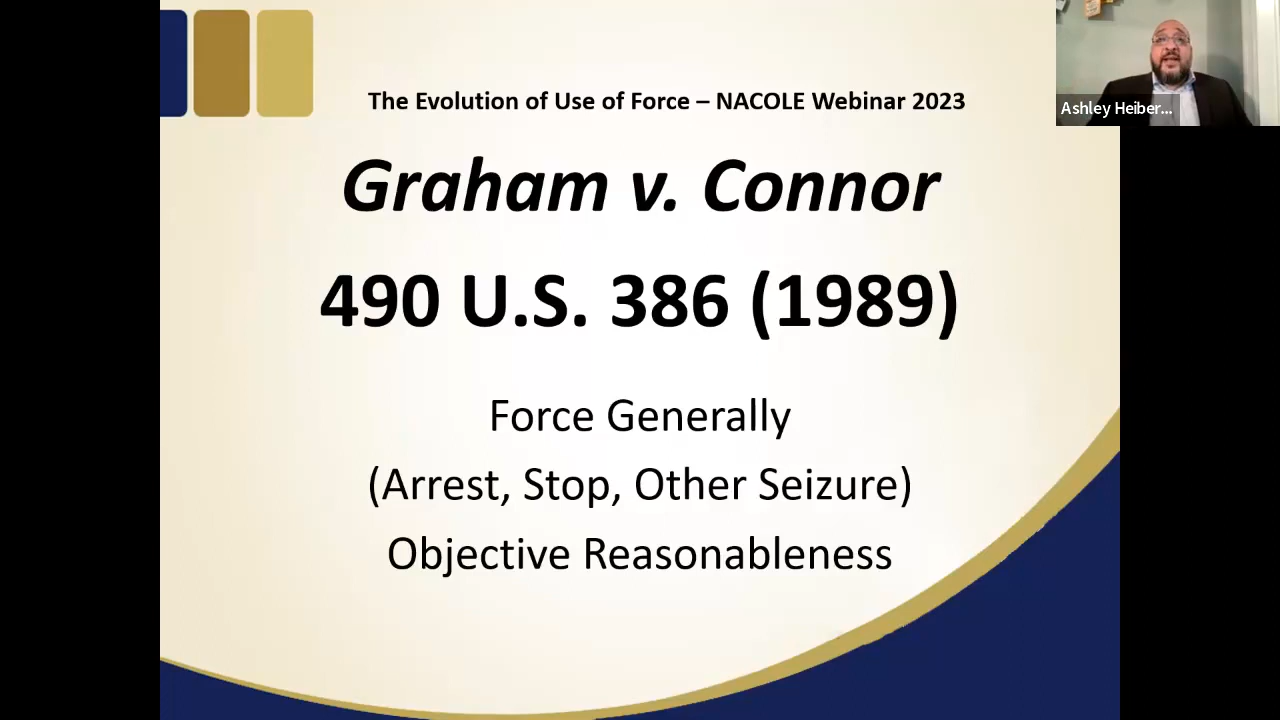 The Evolution of Use of Force – NACOLE Webinar 2023
Ashley Heiber...
Graham v. Connor
490 U.S. 386 (1989)
Force Generally
(Arrest, Stop, Other Seizure)
Objective Reasonableness